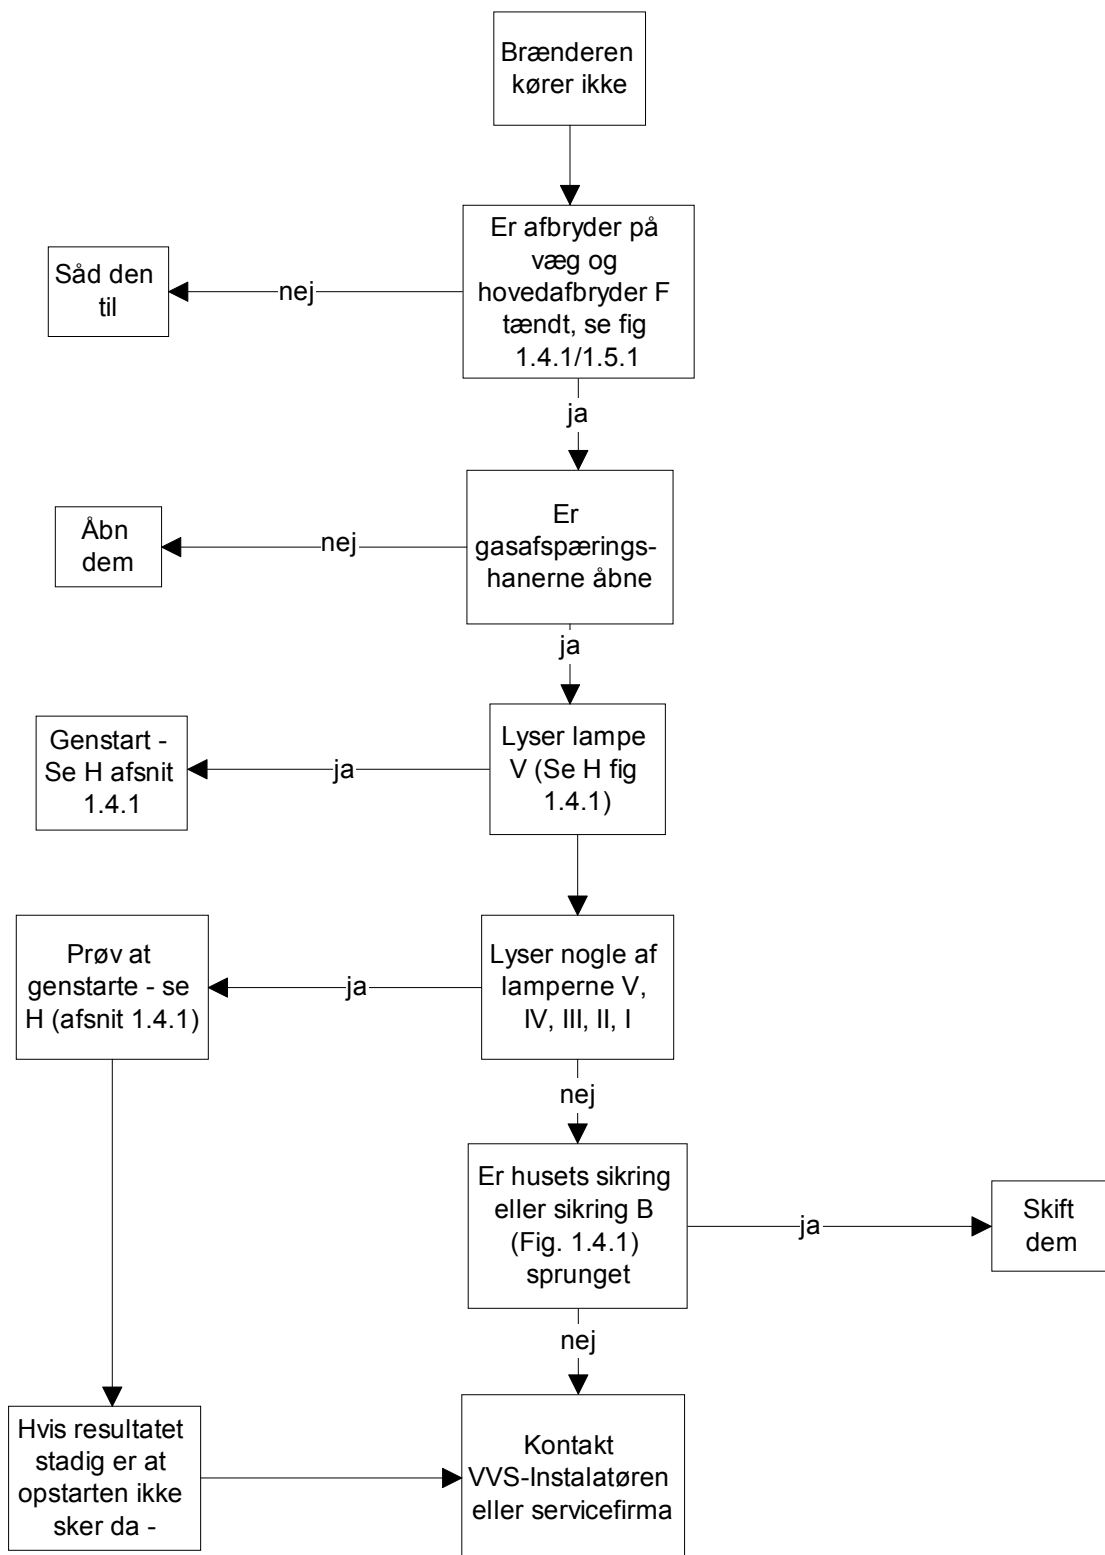 Brænderen
kører ikke
Er afbryder på
væg og
hovedafbryder F
tændt, se fig
1.4.1/1.5.1
nej
Såd den
til
ja
Er
gasafspærings-
hanerne åbne
nej
Åbn
dem
ja
Lyser lampe
V (Se H fig
1.4.1)
ja
Genstart -
Se H afsnit
1.4.1
Lyser nogle af
lamperne V,
IV, III, II, I
ja
Prøv at
genstarte - se
H (afsnit 1.4.1)
nej
Er husets sikring
eller sikring B
(Fig. 1.4.1)
sprunget
ja
Skift
dem
nej
Hvis resultatet
stadig er at
opstarten ikke
sker da -
Kontakt
VVS-Instalatøren
eller servicefirma